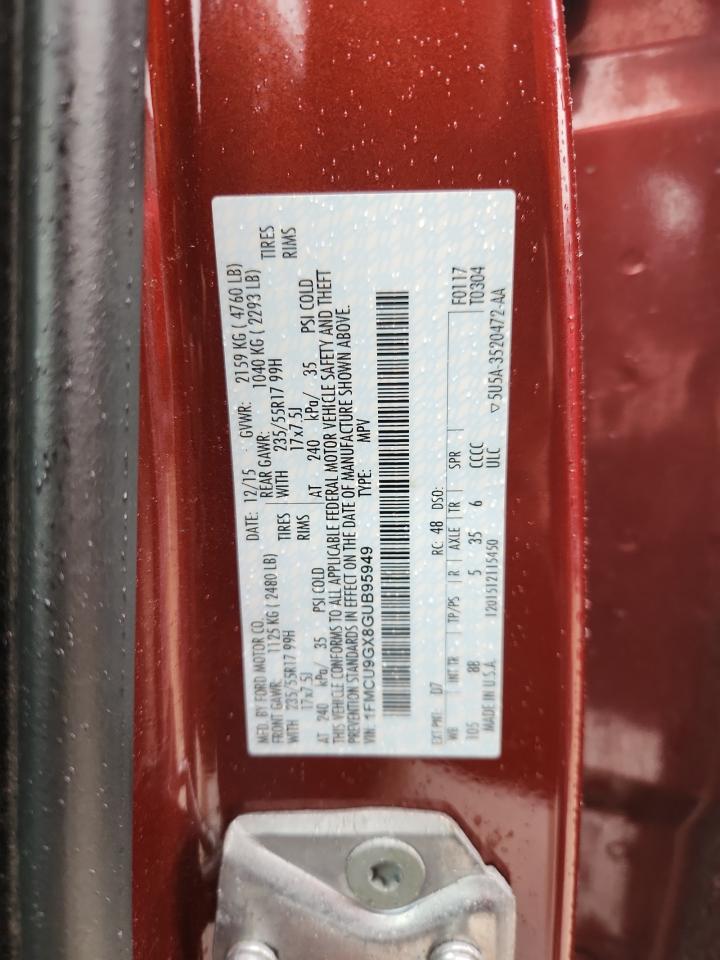 MFD. BY FORD MOTOR CO. DATE: 12/15 GVWR: 2159 KG ( 4760 LB)
FRONT GAWR: 1125 KG ( 2480 LB) REAR GAWR: 1040 KG ( 2293 LB)
WITH 235/55R17 99H TIRES WITH 235/55R17 99H TIRES
17x7.5J RIMS 17x7.5J RIMS
AT 240 kPa/ 35 PSI COLD AT 240 kPa/ 35 PSI COLD
THIS VEHICLE CONFORMS TO ALL APPLICABLE FEDERAL MOTOR VEHICLE SAFETY AND THEFT
PREVENTION STANDARDS IN EFFECT ON THE DATE OF MANUFACTURE SHOWN ABOVE.
VIN: 1FMCU9GX8GUB95949 TYPE: MPV
F0117
EXT PNT: D7 RC: 48 DSO: T0304
WB INT TR TP/PS R AXLE TR SPR
105 88 5 35 6 CCCC
MADE IN U.S.A. 1201512115450 ULC ▽5U5A-3520472-AA